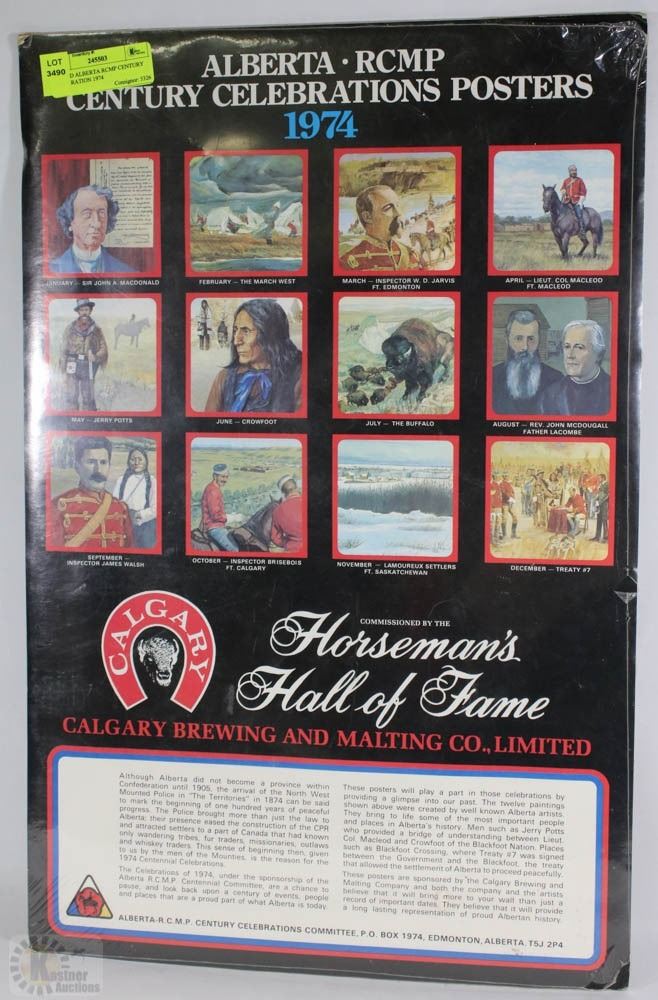 LOT
3490
Inventory #:
245503
D ALBERTA RCMP CENTURY
RATION 1974
Consignor: 5326
ALBERTA · RCMP
CENTURY CELEBRATIONS POSTERS
1974
JANUARY - SIR JOHN A. MACDONALD
FEBRUARY - THE MARCH WEST
MARCH - INSPECTOR W. D. JARVIS
FT. EDMONTON
APRIL - LIEUT. COL MACLEOD
FT. MACLEOD
MAY - JERRY POTTS
JUNE - CROWFOOT
JULY - THE BUFFALO
AUGUST - REV. JOHN MCDOUGALL
FATHER LACOMBE
SEPTEMBER -
INSPECTOR JAMES WALSH
OCTOBER - INSPECTOR BRISEBOIS
FT. CALGARY
NOVEMBER - LAMOUREUX SETTLERS
FT. SASKATCHEWAN
DECEMBER - TREATY #7
CALGARY
COMMISSIONED BY THE
Horseman's
Hall of Fame
CALGARY BREWING AND MALTING CO., LIMITED
Although Alberta did not become a province within
Confederation until 1905, the arrival of the North West
Mounted Police in "The Territories" in 1874 can be said
to mark the beginning of one hundred years of peaceful
progress. The Police brought more than just the law to
Alberta; their presence eased the construction of the CPR
and attracted settlers to a part of Canada that had known
only wandering tribes, fur traders, missionaries, outlaws
and whiskey traders. This sense of beginning then, given
to us by the men of the Mounties, is the reason for the
1974 Centennial Celebrations.
The Celebrations of 1974, under the sponsorship of the
Alberta R.C.M.P. Centennial Committee, are a chance to
pause, and look back upon a century of events, people
and places that are a proud part of what Alberta is today.
These posters will play a part in those celebrations by
providing a glimpse into our past. The twelve paintings
shown above were created by well known Alberta artists.
They bring to life some of the most important people
and places in Alberta's history. Men such as Jerry Potts
who provided a bridge of understanding between Lieut.
Col. Macleod and Crowfoot of the Blackfoot Nation. Places
such as Blackfoot Crossing, where Treaty #7 was signed
between the Government and the Blackfoot, the treaty
that allowed the settlement of Alberta to proceed peacefully.
These posters are sponsored by the Calgary Brewing and
Malting Company and both the company and the artists
believe that it will bring more to your wall than just a
record of important dates. They believe that it will provide
a long lasting representation of proud Albertan history.
ALBERTA-R.C.M.P. CENTURY CELEBRATIONS COMMITTEE, P.O. BOX 1974, EDMONTON, ALBERTA. T5J 2P4
Kastner
Auctions